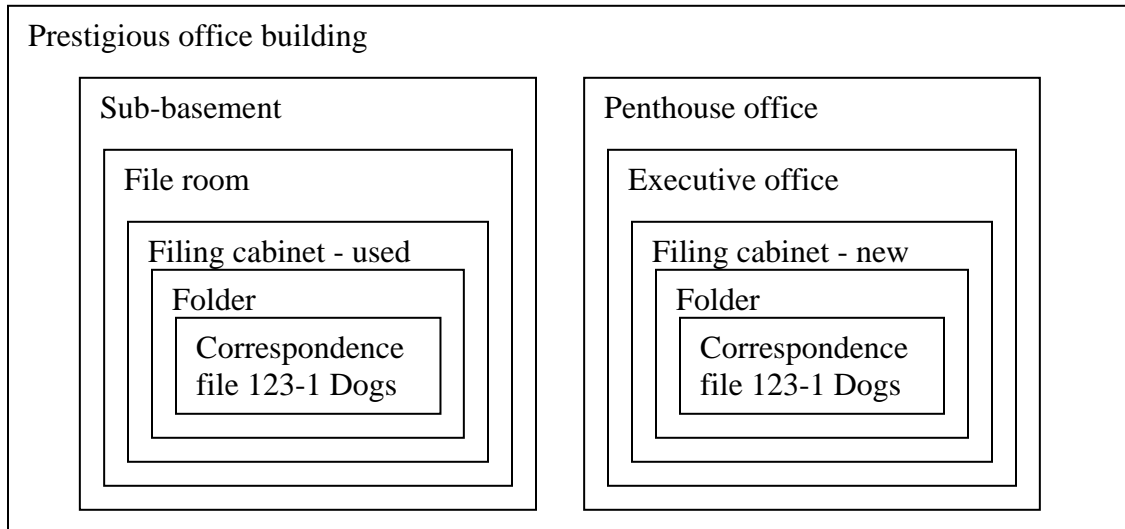 Prestigious office building
Sub-basement
File room
Filing cabinet - used
Folder
Correspondence
file 123-1 Dogs
Penthouse office
Executive office
Filing cabinet - new
Folder
Correspondence
file 123-1 Dogs